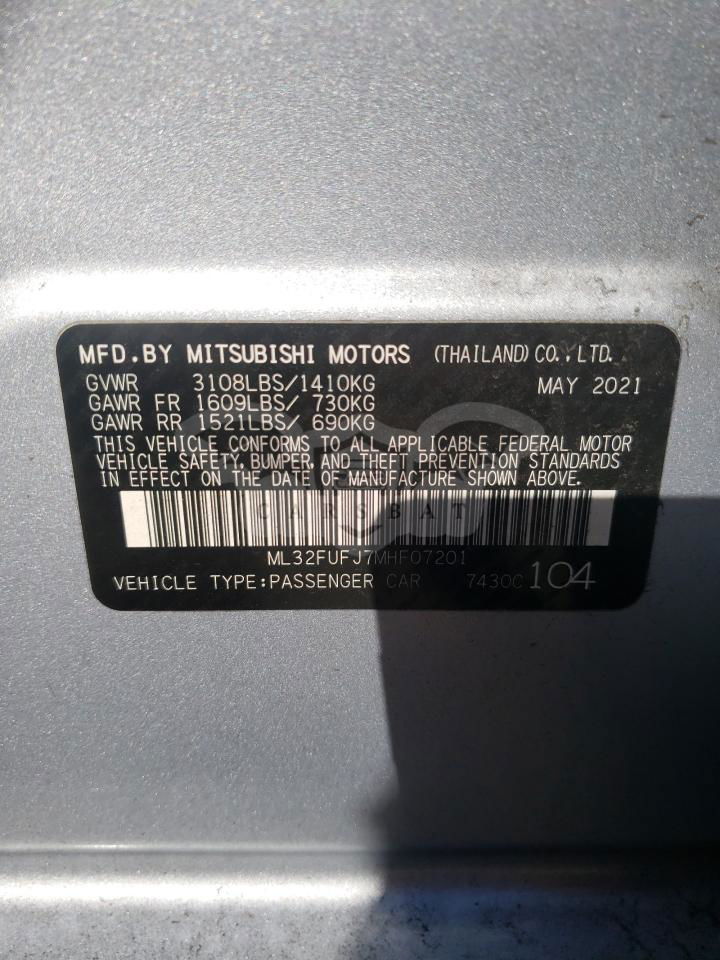 MFD.BY MITSUBISHI MOTORS (THAILAND) CO.,LTD.
GVWR 3108LBS/1410KG MAY 2021
GAWR FR 1609LBS/ 730KG
GAWR RR 1521LBS/ 690KG
THIS VEHICLE CONFORMS TO ALL APPLICABLE FEDERAL MOTOR
VEHICLE SAFETY, BUMPER, AND THEFT PREVENTION STANDARDS
IN EFFECT ON THE DATE OF MANUFACTURE SHOWN ABOVE.
CARSBAT
ML32FUFJ7MHF07201
VEHICLE TYPE:PASSENGER CAR 7430C 104